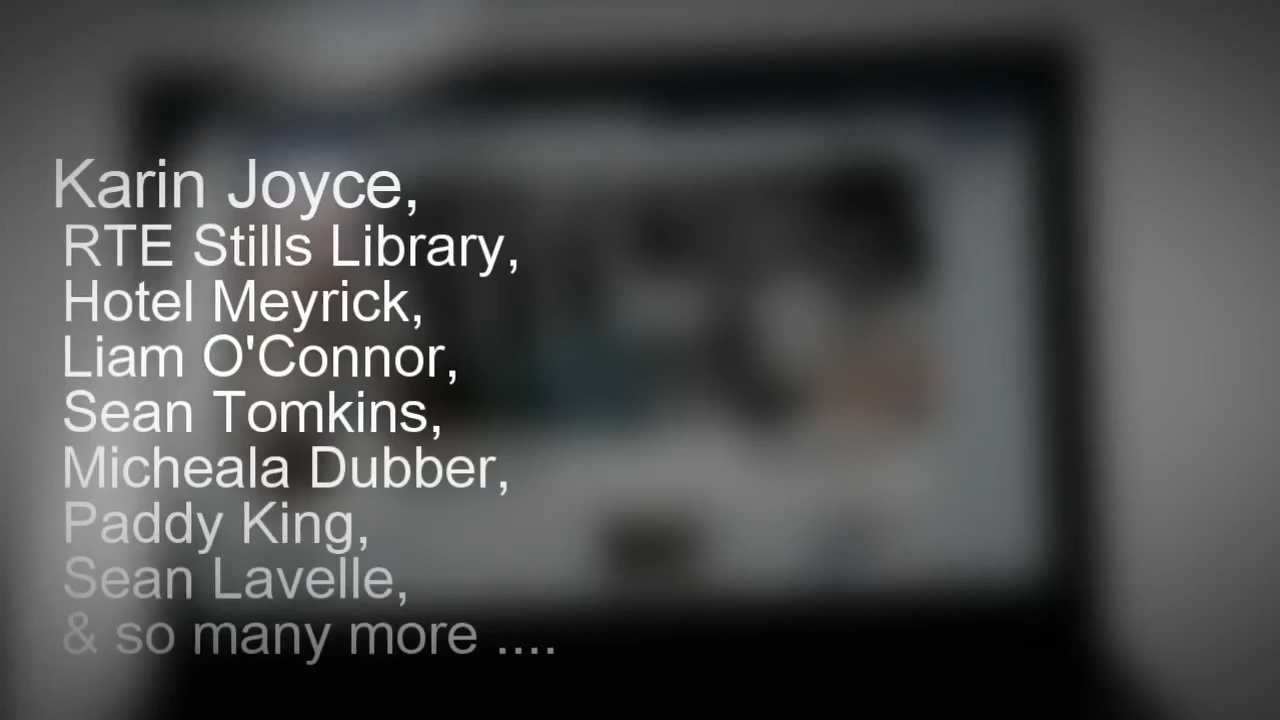 Karin Joyce,
RTE Stills Library,
Hotel Meyrick,
Liam O'Connor,
Sean Tomkins,
Micheala Dubber,
Paddy King,
Sean Lavelle,
& so many more ....